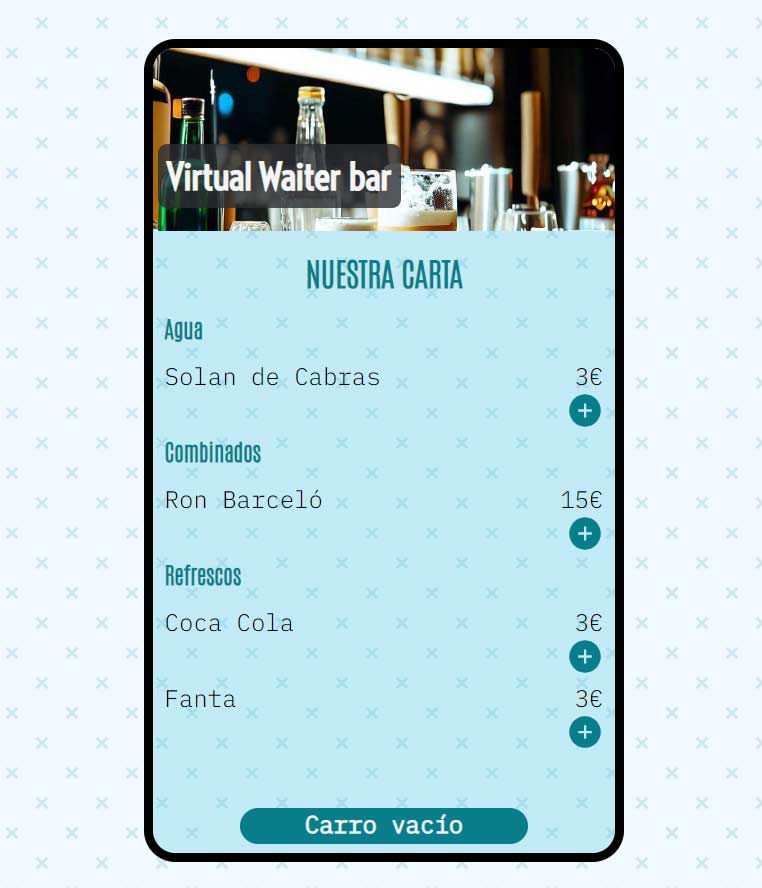 Virtual Waiter bar
NUESTRA CARTA
Agua
Solan de Cabras 3€
+
Combinados
Ron Barceló 15€
+
Refrescos
Coca Cola 3€
+
Fanta 3€
+
Carro vacío